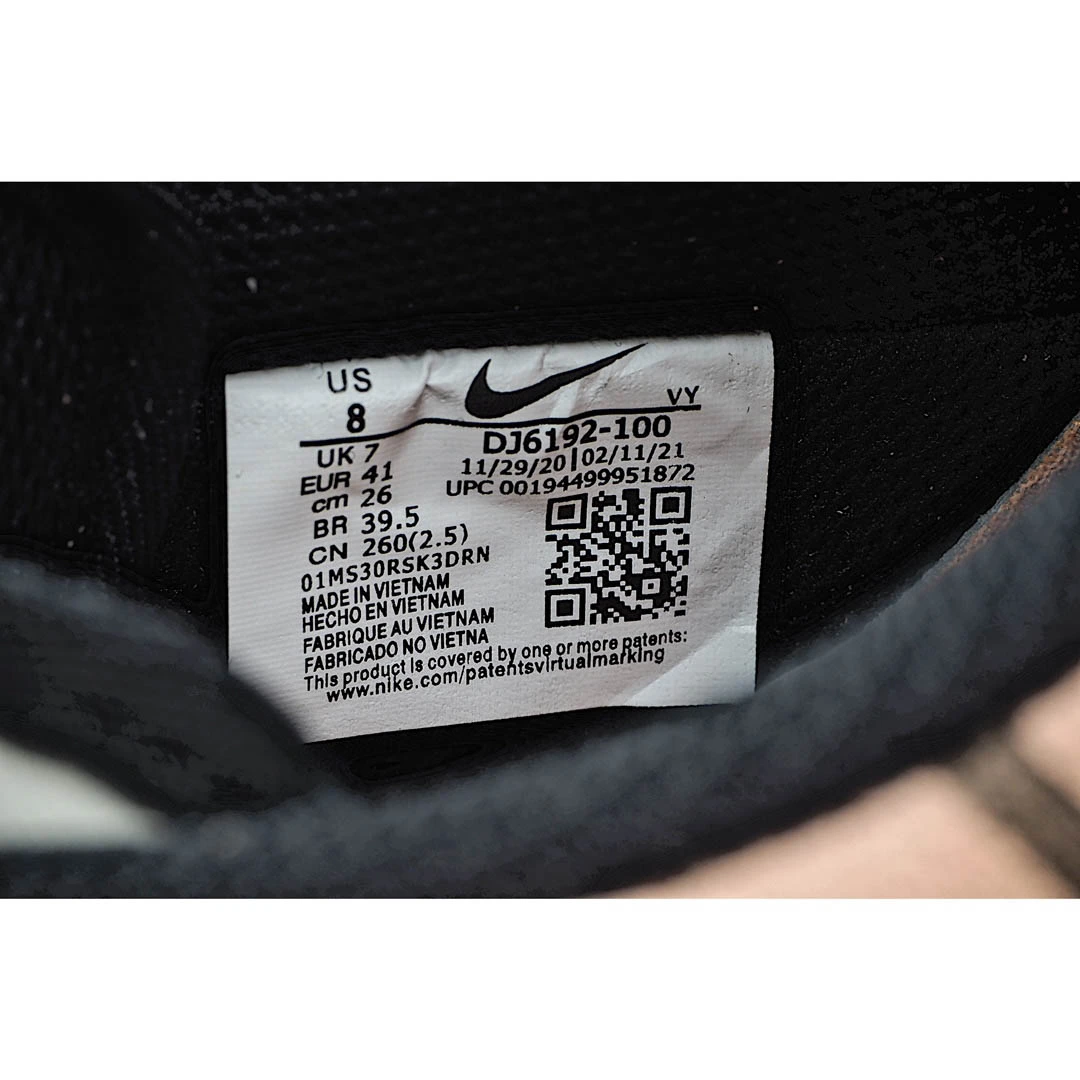 US
8
VY
UK 7
EUR 41
cm 26
BR 39.5
CN 260(2.5)
DJ6192-100
11/29/20|02/11/21
UPC 00194499951872
01MS30RSK3DRN
MADE IN VIETNAM
HECHO EN VIETNAM
FABRIQUE AU VIETNAM
FABRICADO NO VIETNA
This product is covered by one or more patents:
www.nike.com/patentsvirtualmarking